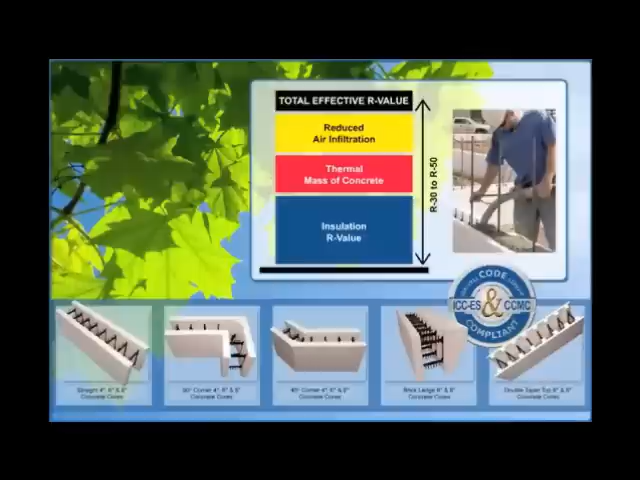 TOTAL EFFECTIVE R-VALUE
Reduced
Air Infiltration
Thermal
Mass of Concrete
Insulation
R-Value
R-30 to R-50
CODE
ICC-ES & CCMC
COMPLIANT
Straight 4", 6" & 8"
Concrete Cores
90° Corner 4", 6" & 8"
Concrete Cores
45° Corner 4", 6" & 8"
Concrete Cores
Brick Ledge 6" & 8"
Concrete Cores
Double Taper Top 6" & 8"
Concrete Cores